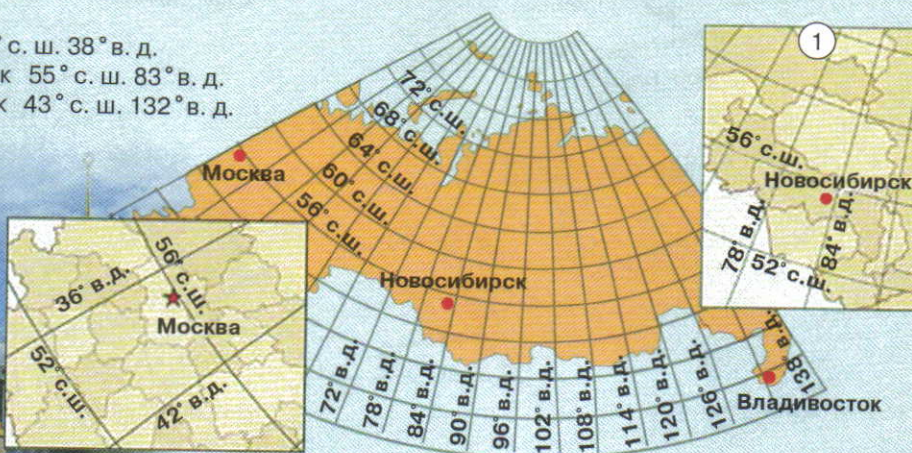 ° с. ш. 38° в. д.
к 55° с. ш. 83° в. д.
к 43° с. ш. 132° в. д.
72° с.ш.
68° с.ш.
64° с.ш.
60° с.ш.
56° с.ш.
Москва
Новосибирск
Владивосток
72° в.д.
78° в.д.
84° в.д.
90° в.д.
96° в.д.
102° в.д.
108° в.д.
114° в.д.
120° в.д.
126° в.д.
138° в.д.
36° в.д.
56° с.ш.
Москва
52° с.ш.
42° в.д.
1
56° с.ш.
Новосибирск
78° в.д.
84° в.д.
52° с.ш.